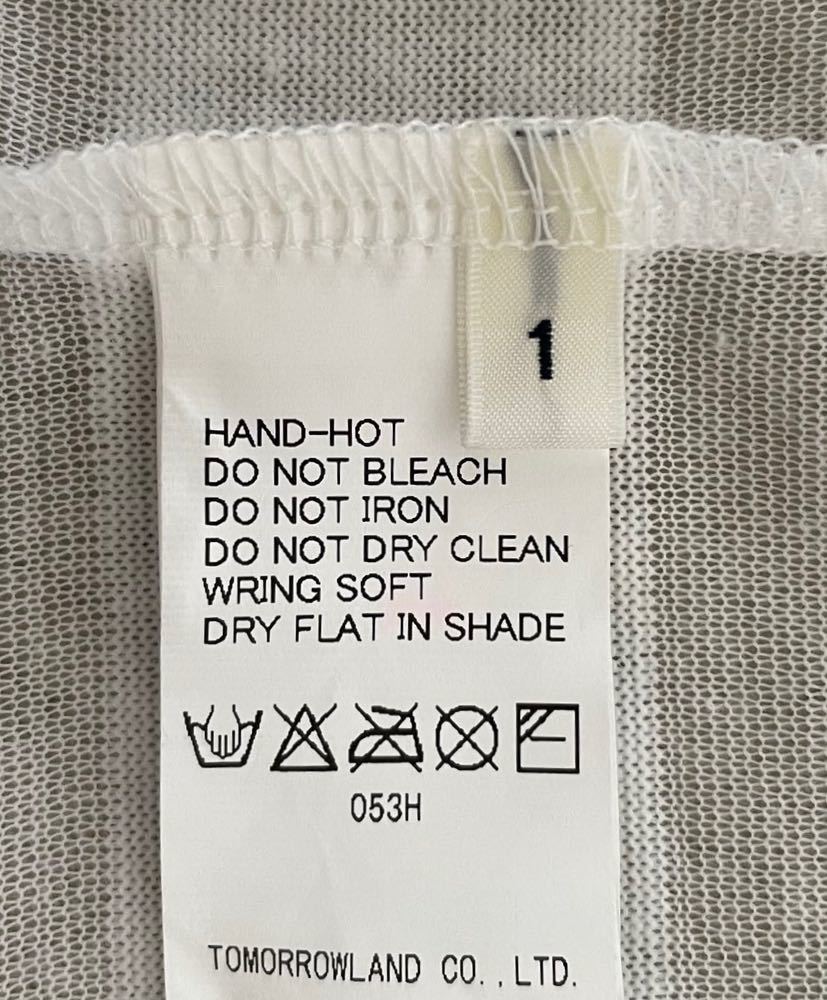 1
HAND-HOT
DO NOT BLEACH
DO NOT IRON
DO NOT DRY CLEAN
WRING SOFT
DRY FLAT IN SHADE
053H
TOMORROWLAND CO.,LTD.